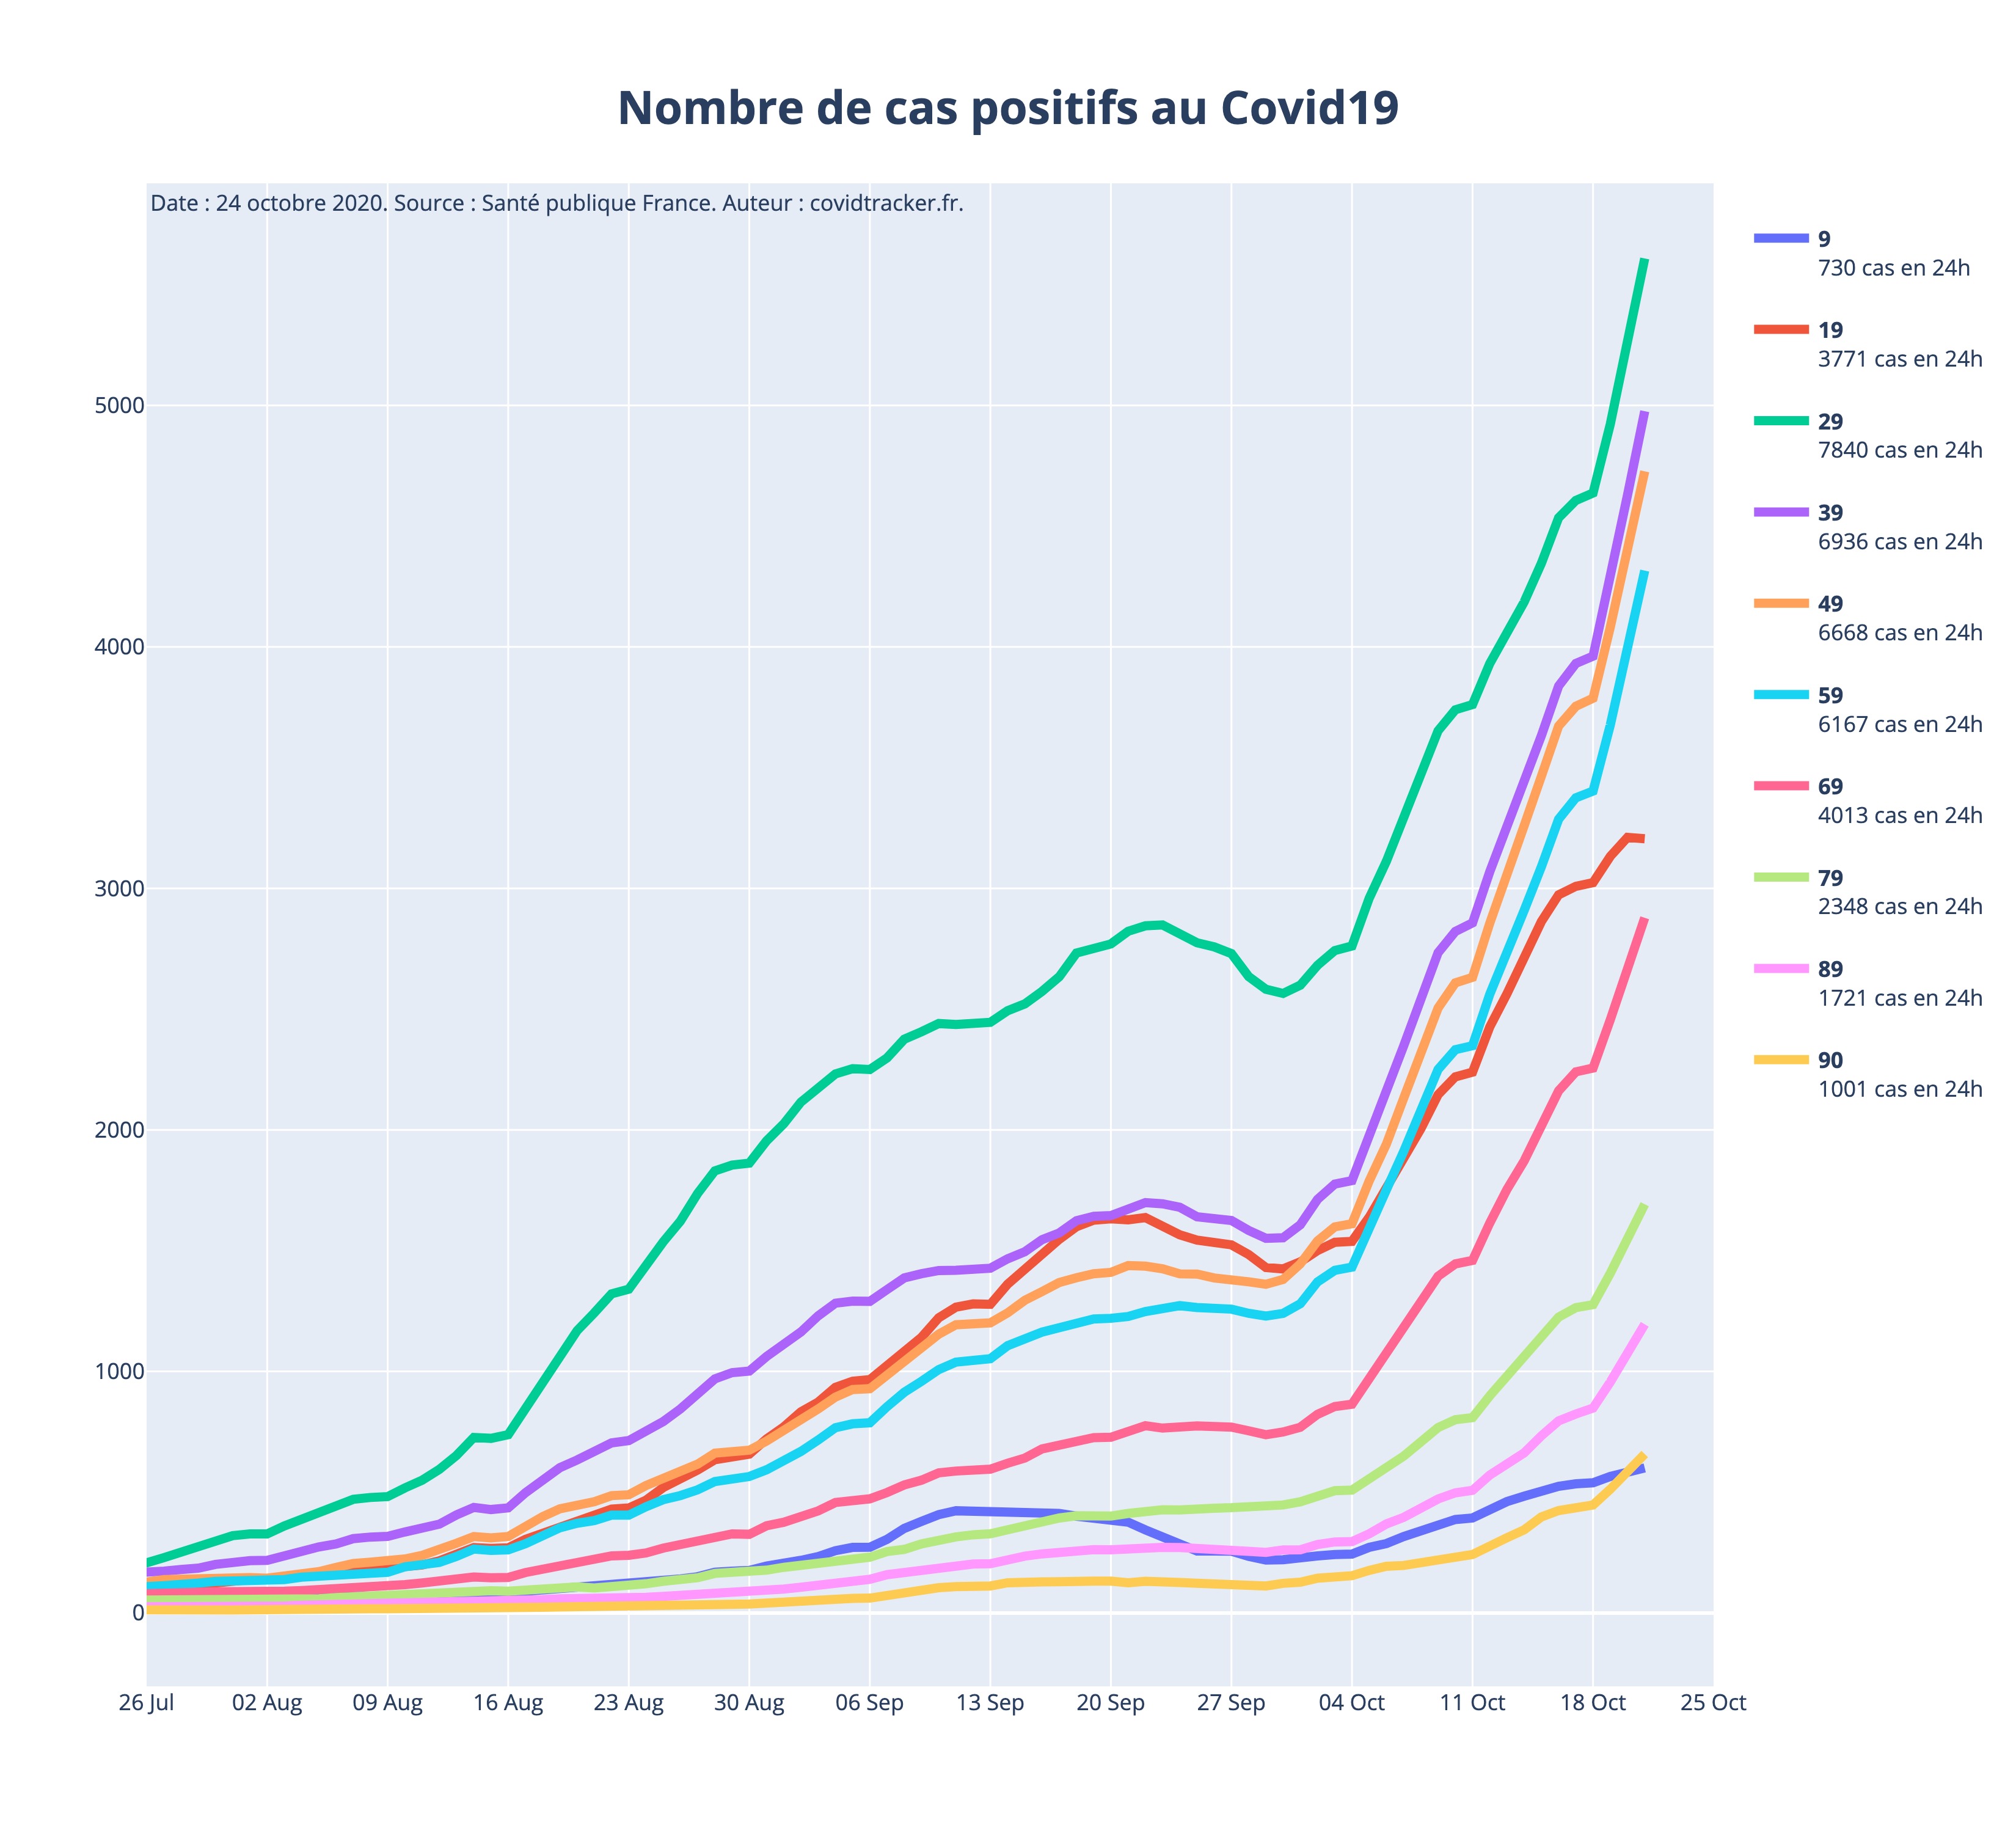 Nombre de cas positifs au Covid19
Date : 24 octobre 2020. Source : Santé publique France. Auteur : covidtracker.fr.
9
730 cas en 24h
19
3771 cas en 24h
29
7840 cas en 24h
39
6936 cas en 24h
49
6668 cas en 24h
59
6167 cas en 24h
69
4013 cas en 24h
79
2348 cas en 24h
89
1721 cas en 24h
90
1001 cas en 24h
5000
4000
3000
2000
1000
0
26 Jul 02 Aug 09 Aug 16 Aug 23 Aug 30 Aug 06 Sep 13 Sep 20 Sep 27 Sep 04 Oct 11 Oct 18 Oct 25 Oct